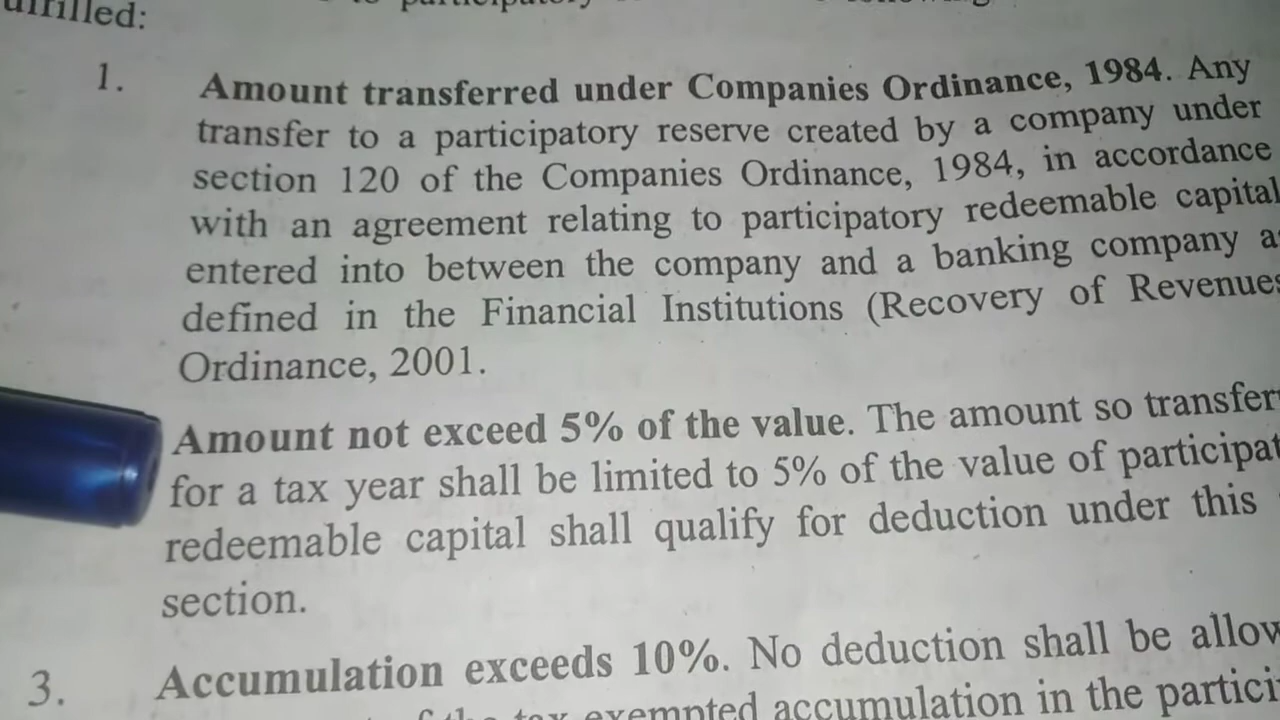 ulfilled:
1. Amount transferred under Companies Ordinance, 1984. Any
transfer to a participatory reserve created by a company under
section 120 of the Companies Ordinance, 1984, in accordance
with an agreement relating to participatory redeemable capital
entered into between the company and a banking company a
defined in the Financial Institutions (Recovery of Revenues
Ordinance, 2001.
Amount not exceed 5% of the value. The amount so transfer
for a tax year shall be limited to 5% of the value of participat
redeemable capital shall qualify for deduction under this
section.
3. Accumulation exceeds 10%. No deduction shall be allow
tax exempted accumulation in the partici